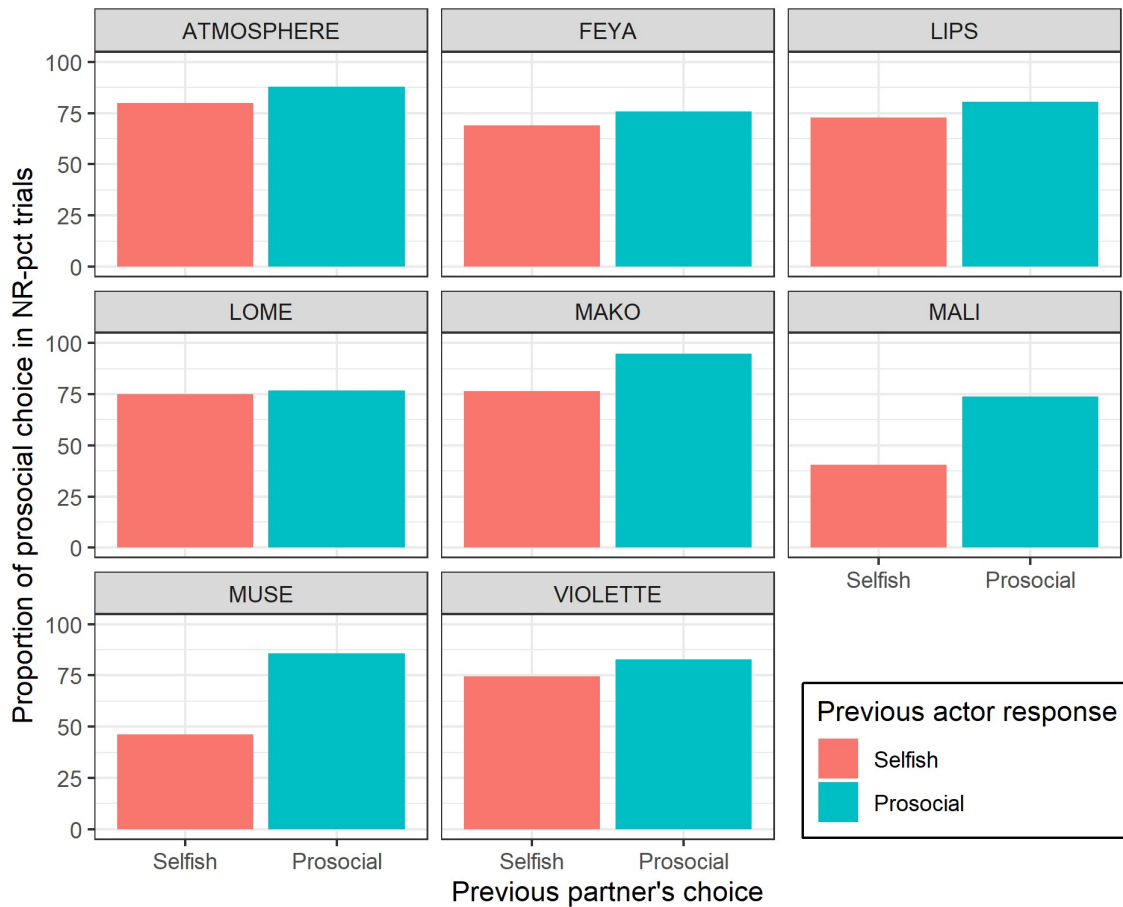 ATMOSPHERE FEYA LIPS
100
75
50
25
0
LOME MAKO MALI
100
75
50
25
0
Selfish Prosocial
MUSE VIOLETTE
100
75
50
25
0
Selfish Prosocial Selfish Prosocial
Proportion of prosocial choice in NR-pct trials
Previous partner's choice
Previous actor response
Selfish
Prosocial